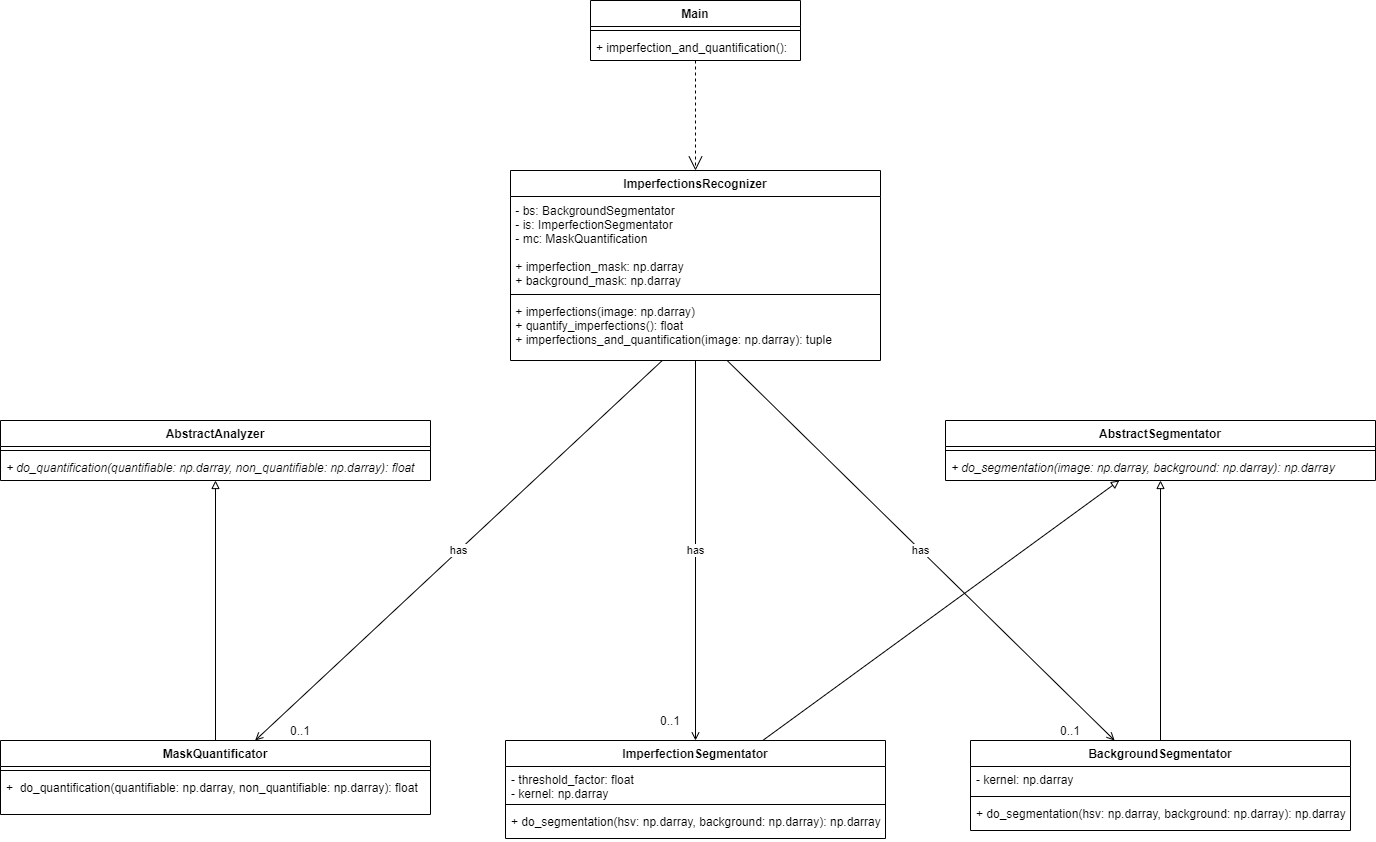 Main
+ imperfection_and_quantification():
ImperfectionsRecognizer
- bs: BackgroundSegmentator
- is: ImperfectionSegmentator
- mc: MaskQuantification
+ imperfection_mask: np.darray
+ background_mask: np.darray
+ imperfections(image: np.darray)
+ quantify_imperfections(): float
+ imperfections_and_quantification(image: np.darray): tuple
AbstractAnalyzer
+ do_quantification(quantifiable: np.darray, non_quantifiable: np.darray): float
AbstractSegmentator
+ do_segmentation(image: np.darray, background: np.darray): np.darray
has
has
has
0..1
0..1
0..1
MaskQuantificator
+ do_quantification(quantifiable: np.darray, non_quantifiable: np.darray): float
ImperfectionSegmentator
- threshold_factor: float
- kernel: np.darray
+ do_segmentation(hsv: np.darray, background: np.darray): np.darray
BackgroundSegmentator
- kernel: np.darray
+ do_segmentation(hsv: np.darray, background: np.darray): np.darray